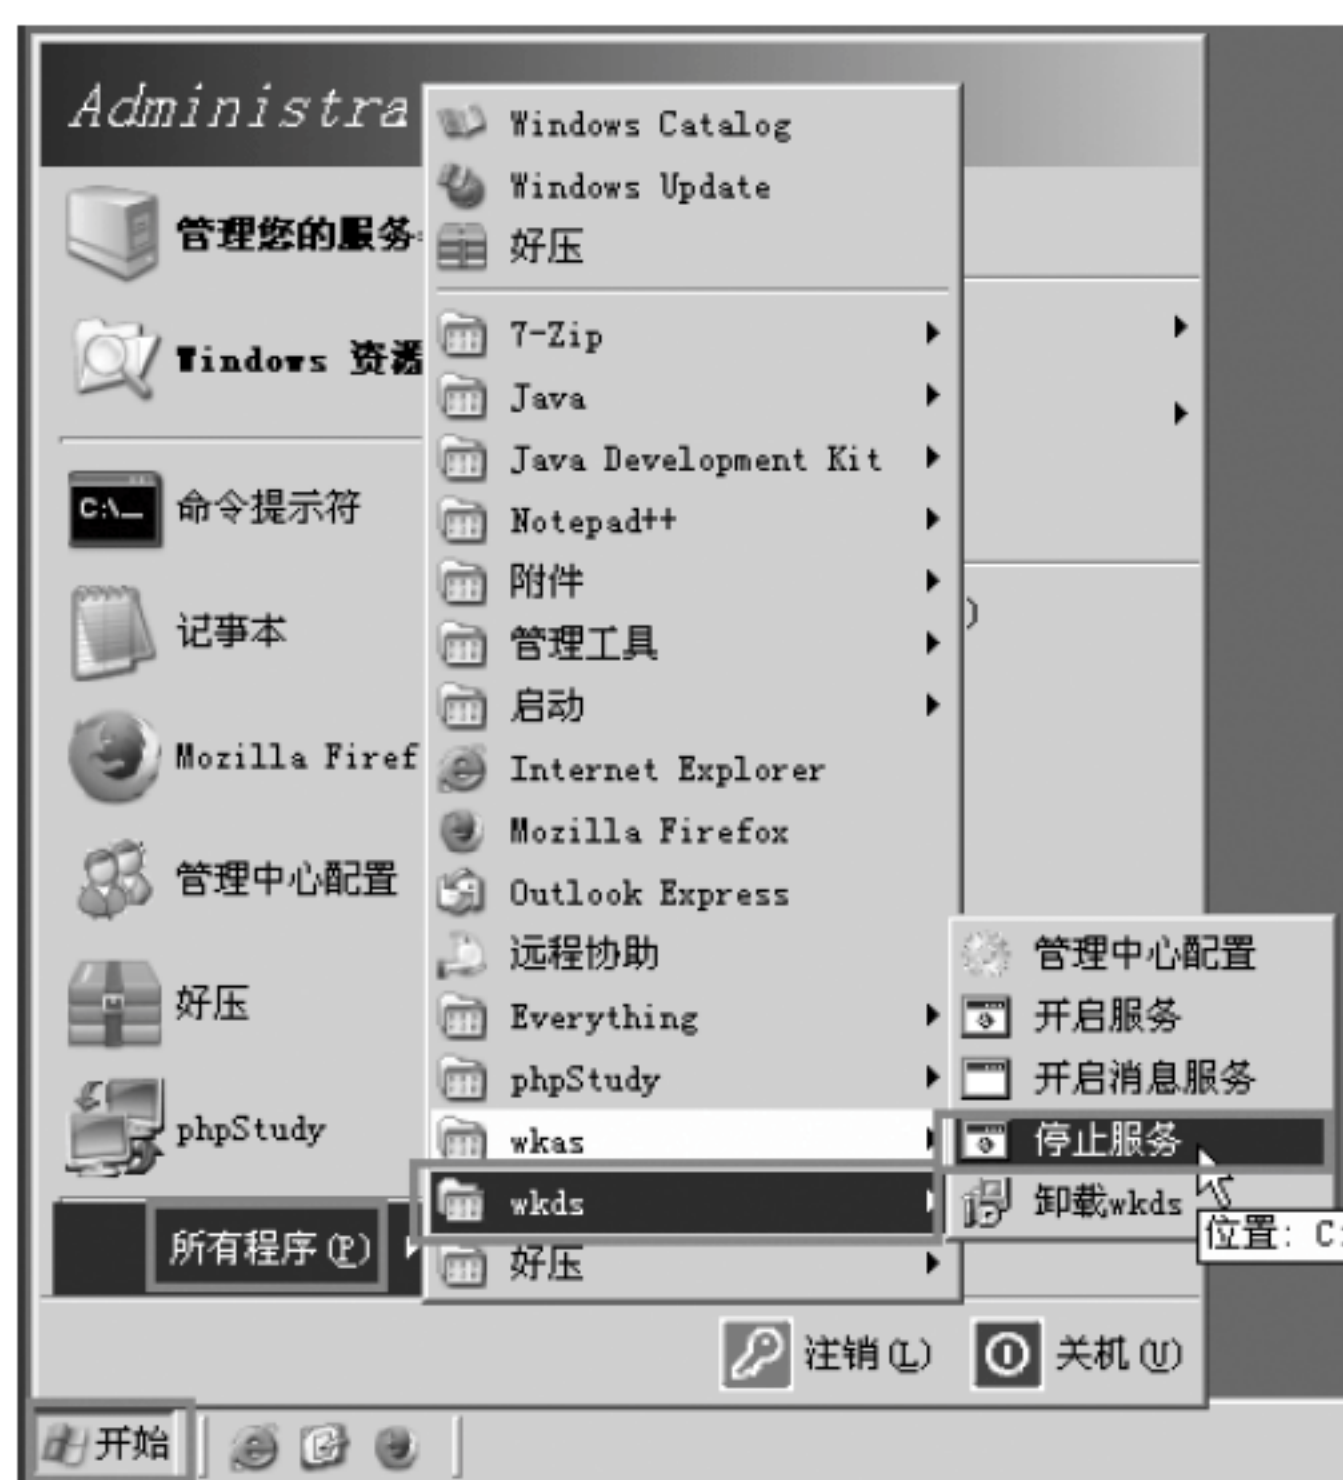 Administra
管理您的服务
Windows 资源
C:\_
命令提示符
记事本
Mozilla Firef
管理中心配置
好压
phpStudy
所有程序(P)
Windows Catalog
Windows Update
好压
7-Zip
Java
Java Development Kit
Notepad++
附件
管理工具
启动
Internet Explorer
Mozilla Firefox
Outlook Express
远程协助
Everything
phpStudy
wkas
wkds
好压
)
管理中心配置
开启服务
开启消息服务
停止服务
卸载wkds
位置: C:
注销(L)
关机(U)
开始